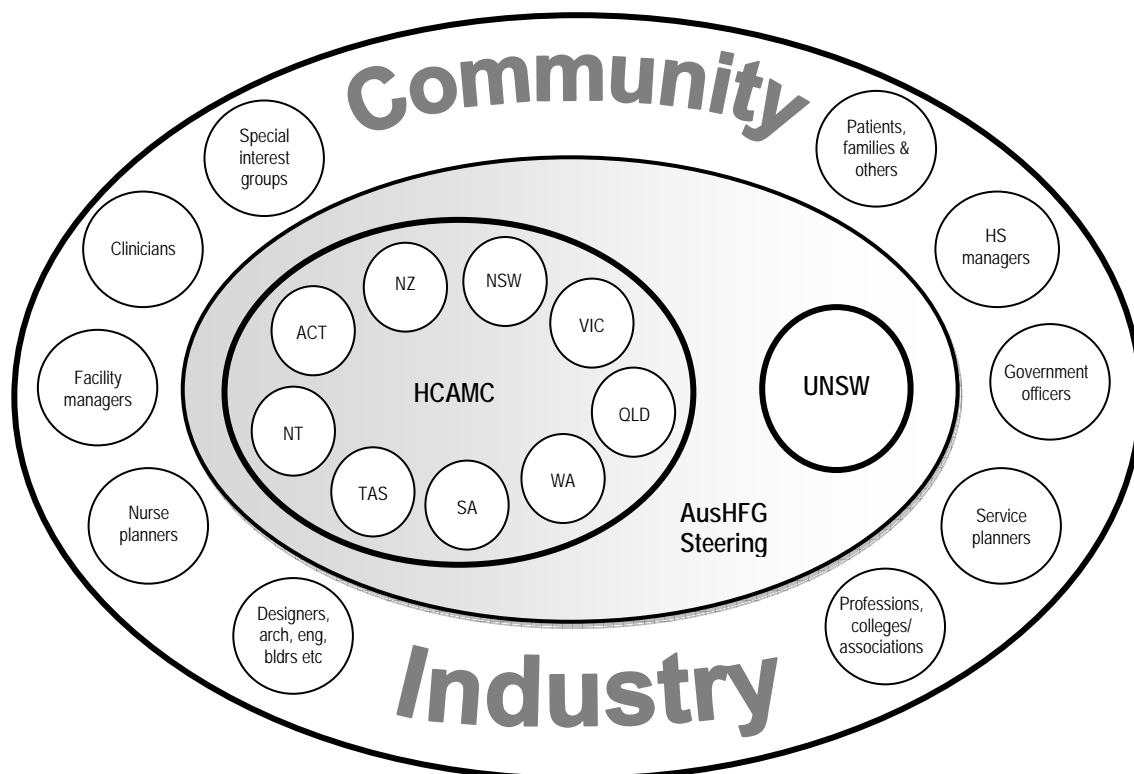 Community
Special
interest
groups
Patients,
families &
others
Clinicians
HS
managers
NZ
NSW
ACT
VIC
Facility
managers
HCAMC
UNSW
Government
officers
NT
QLD
TAS
SA
WA
AusHFG
Steering
Nurse
planners
Service
planners
Designers,
arch, eng,
bldrs etc
Professions,
colleges/
associations
Industry